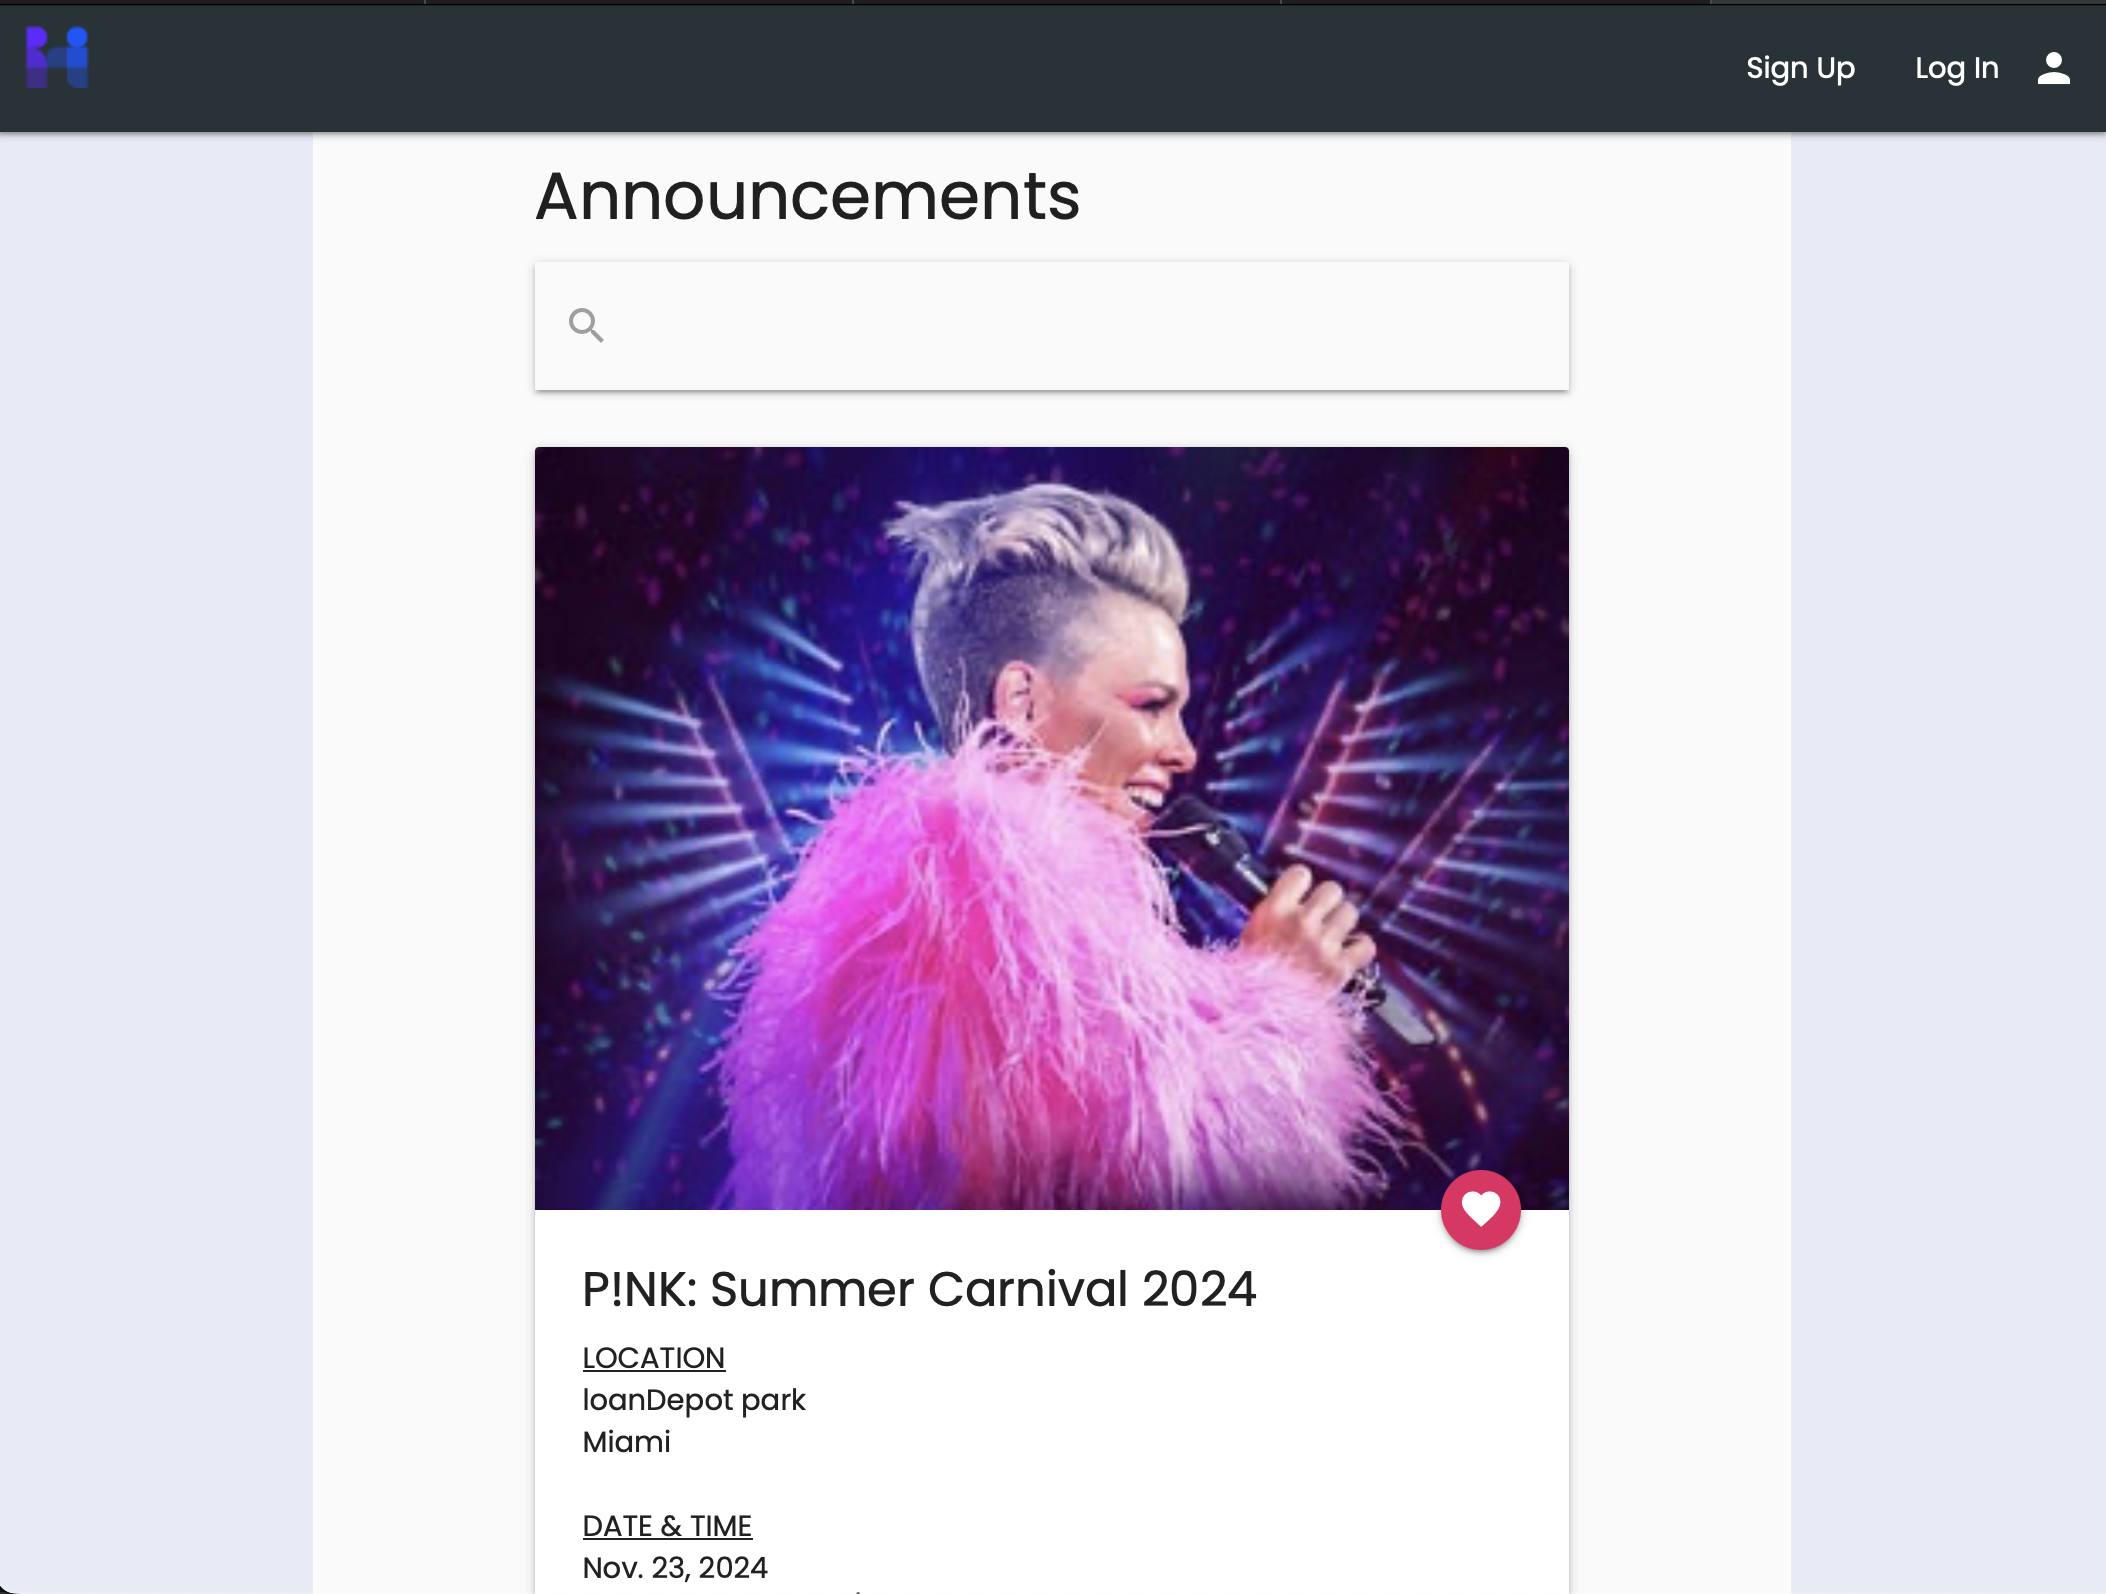 Sign Up
Log In
Announcements
P!NK: Summer Carnival 2024
LOCATION
loanDepot park
Miami
DATE & TIME
Nov. 23, 2024